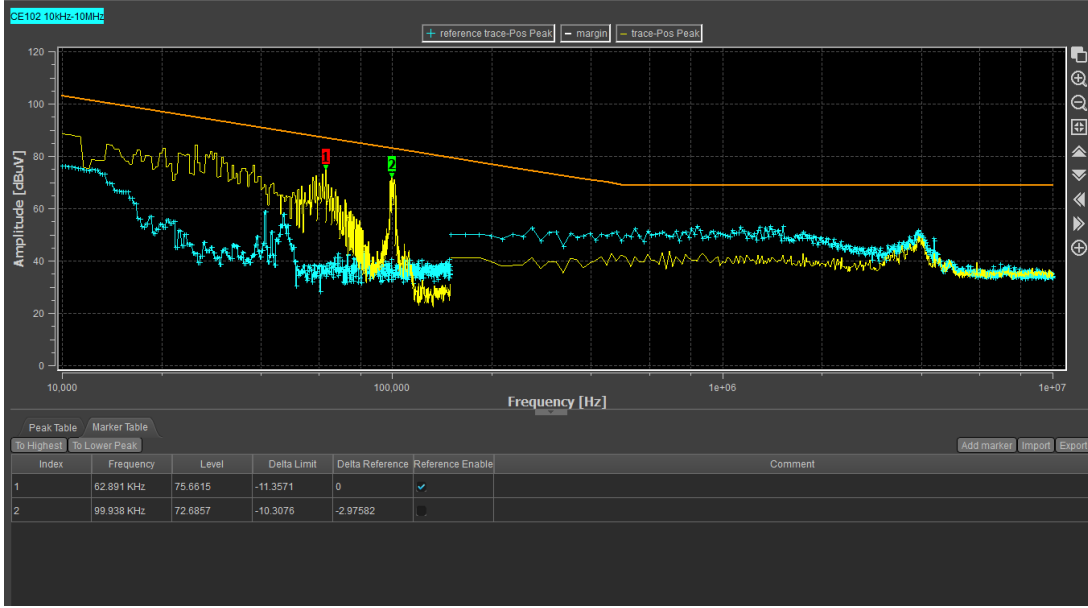 CE102 10kHz-10MHz
reference trace-Pos Peak margin trace-Pos Peak
120
100
80
60
40
20
0
Amplitude [dBuV]
1
2
10,000 100,000 1e+06 1e+07
Frequency [Hz]
Peak Table Marker Table
To Highest To Lower Peak Add marker Import Export
Index Frequency Level Delta Limit Delta Reference Reference Enable Comment
1 62.891 KHz 75.6615 -11.3571 0
2 99.938 KHz 72.6857 -10.3076 -2.97582